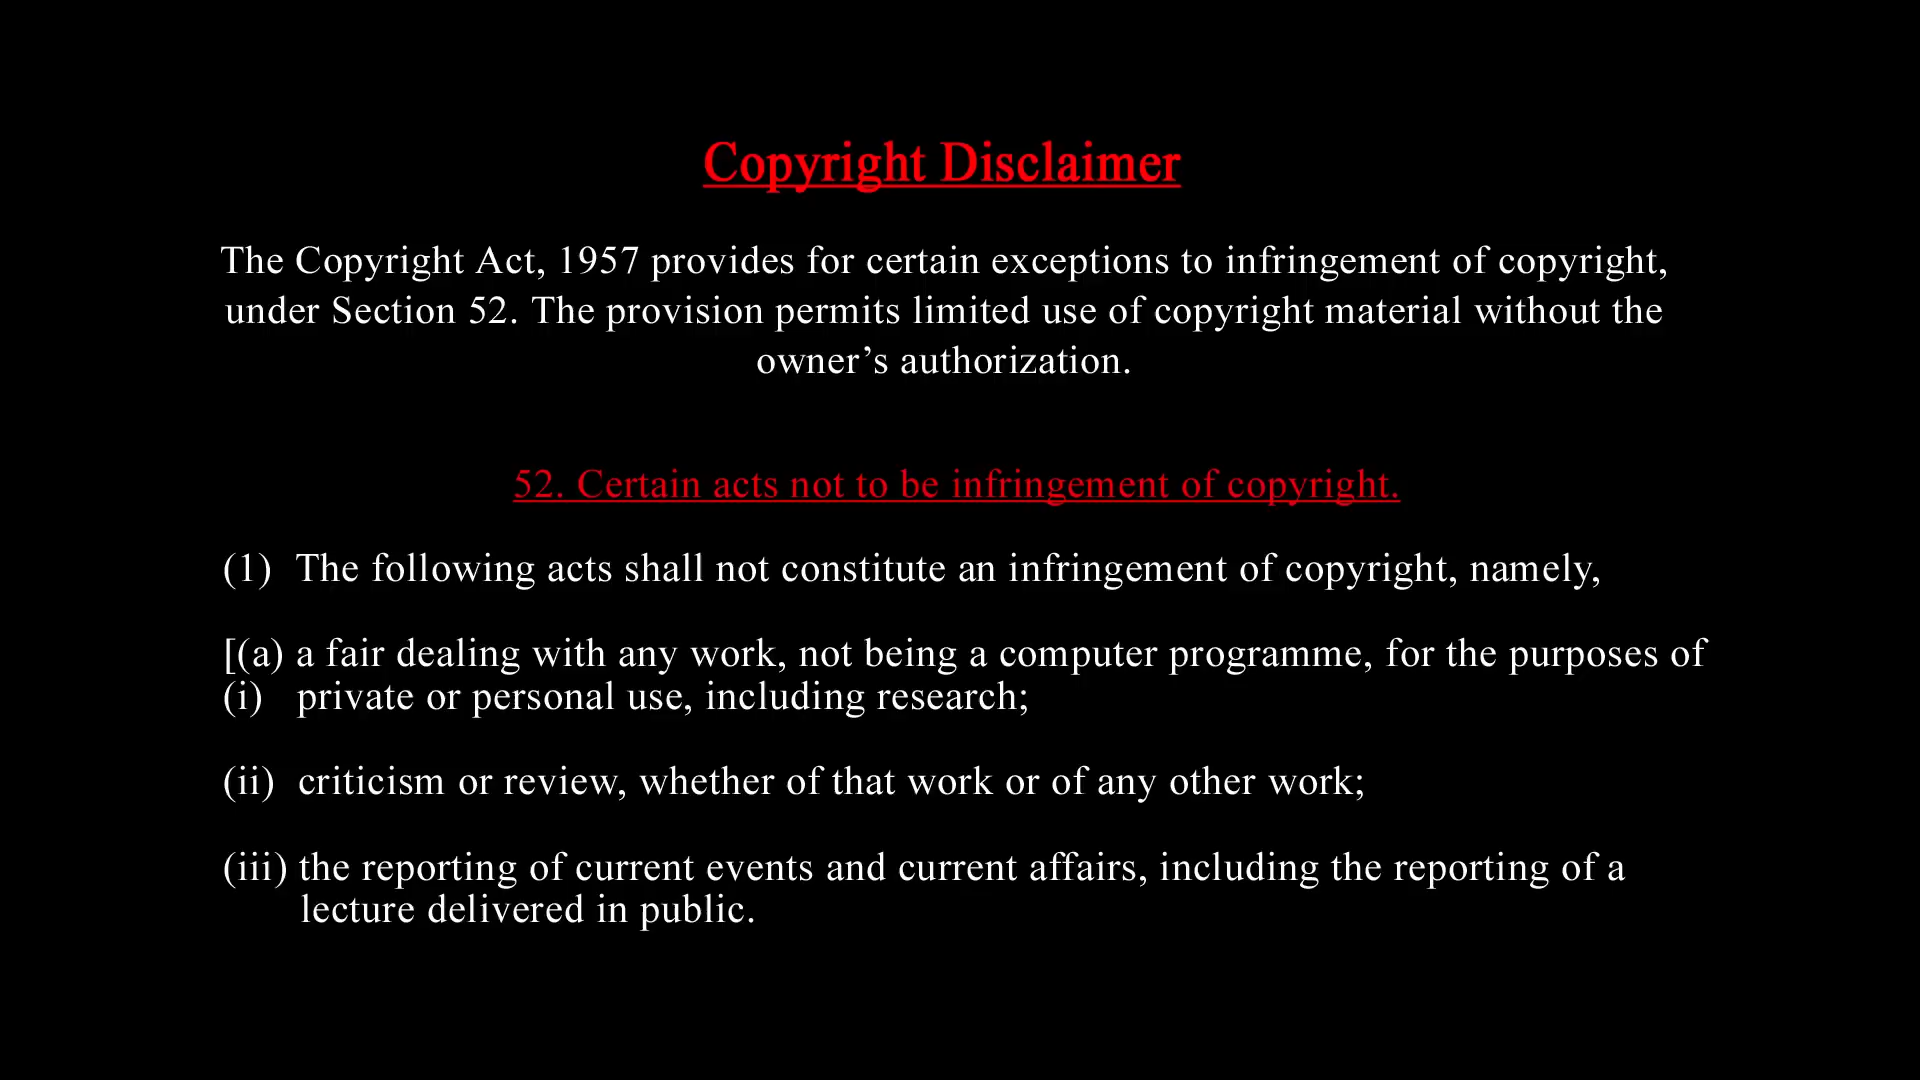 Copyright Disclaimer
The Copyright Act, 1957 provides for certain exceptions to infringement of copyright,
under Section 52. The provision permits limited use of copyright material without the
owner’s authorization.
52. Certain acts not to be infringement of copyright.
(1) The following acts shall not constitute an infringement of copyright, namely,
[(a) a fair dealing with any work, not being a computer programme, for the purposes of
(i) private or personal use, including research;
(ii) criticism or review, whether of that work or of any other work;
(iii) the reporting of current events and current affairs, including the reporting of a
lecture delivered in public.